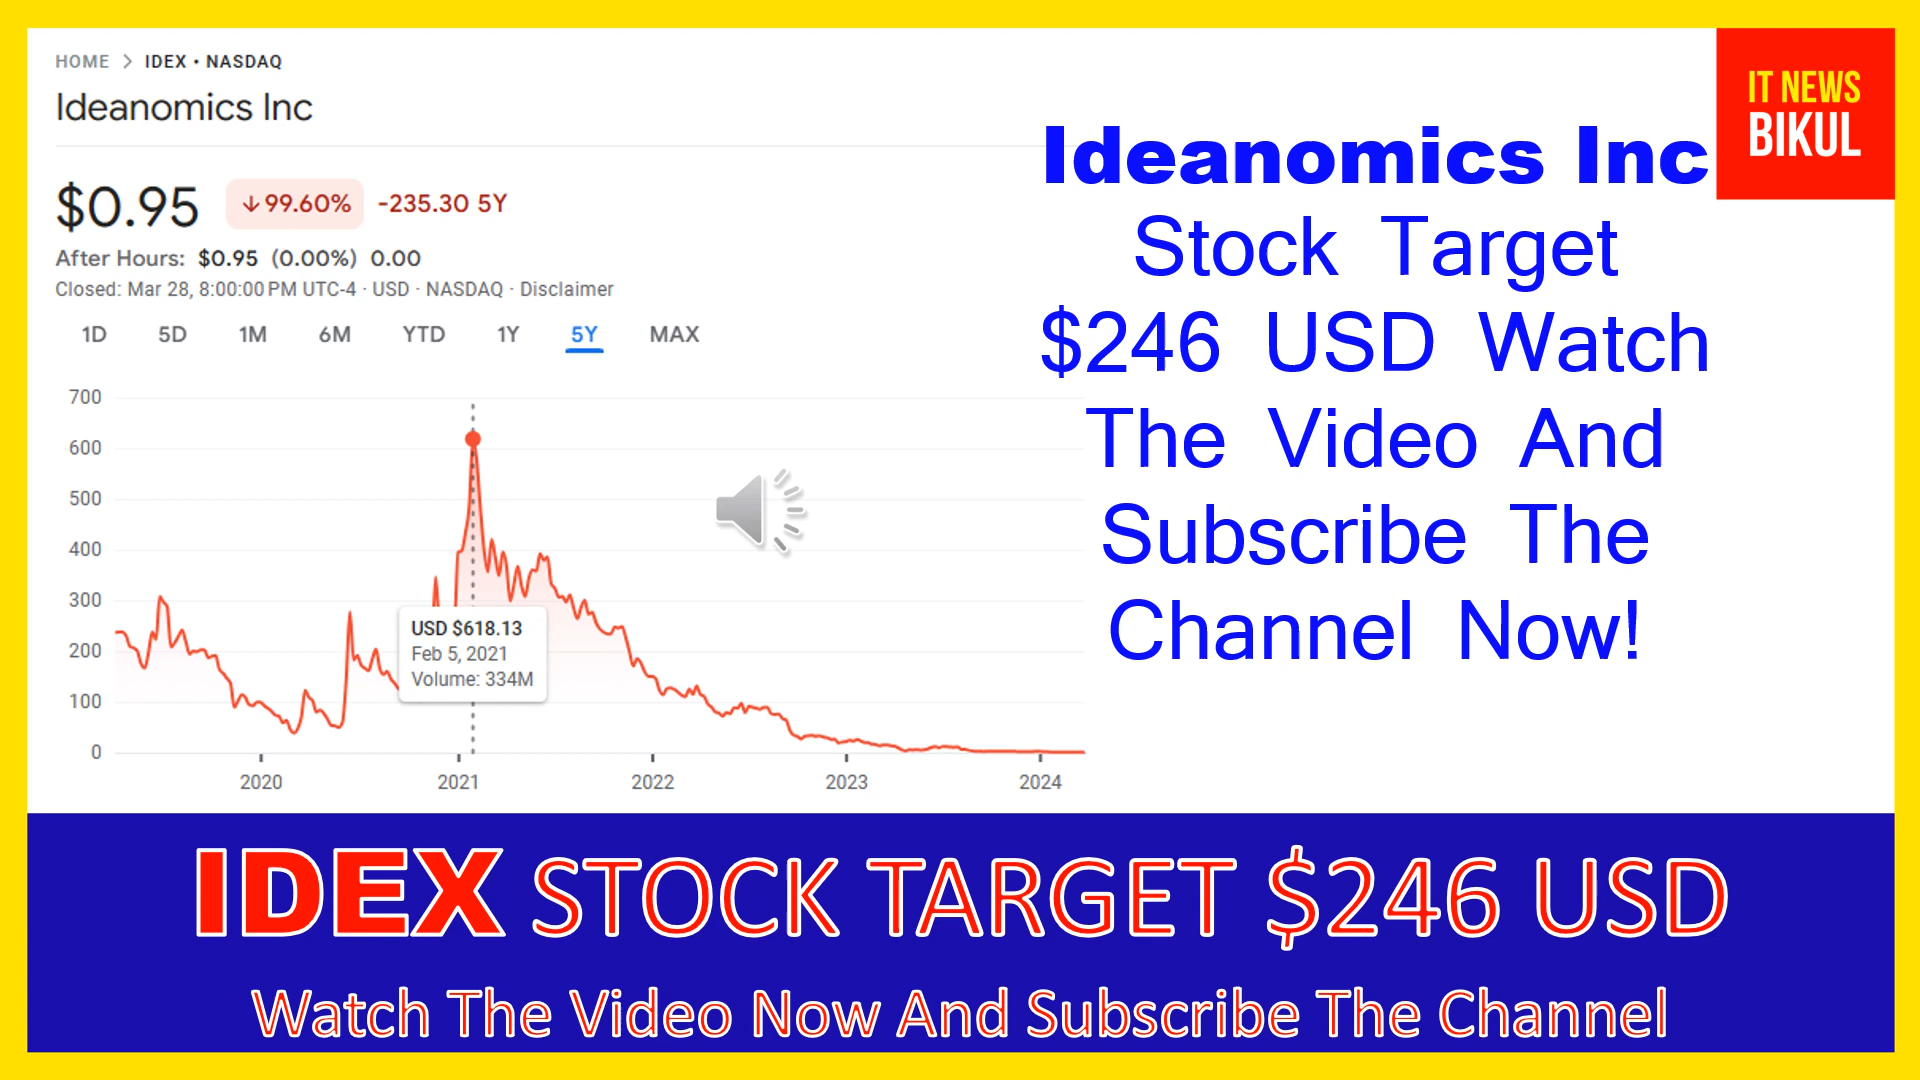 HOME > IDEX • NASDAQ
Ideanomics Inc
$0.95 ↓99.60% -235.30 5Y
After Hours: $0.95 (0.00%) 0.00
Closed: Mar 28, 8:00:00 PM UTC-4 · USD · NASDAQ · Disclaimer
1D 5D 1M 6M YTD 1Y 5Y MAX
700
600
500
400
300
200
100
0
USD $618.13
Feb 5, 2021
Volume: 334M
2020 2021 2022 2023 2024
IT NEWS
BIKUL
Ideanomics Inc
Stock Target
$246 USD Watch
The Video And
Subscribe The
Channel Now!
IDEX STOCK TARGET $246 USD
Watch The Video Now And Subscribe The Channel